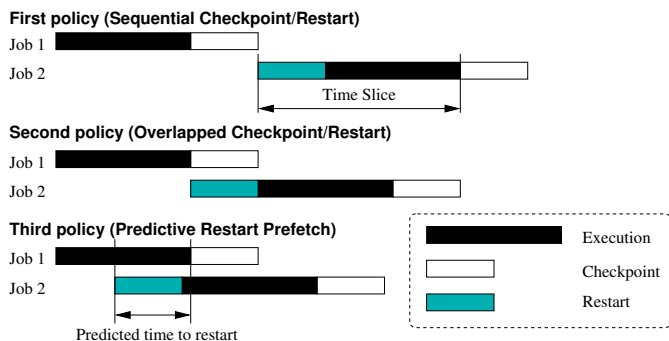 First policy (Sequential Checkpoint/Restart)
Job 1
Job 2
Time Slice
Second policy (Overlapped Checkpoint/Restart)
Job 1
Job 2
Third policy (Predictive Restart Prefetch)
Job 1
Job 2
Predicted time to restart
Execution
Checkpoint
Restart